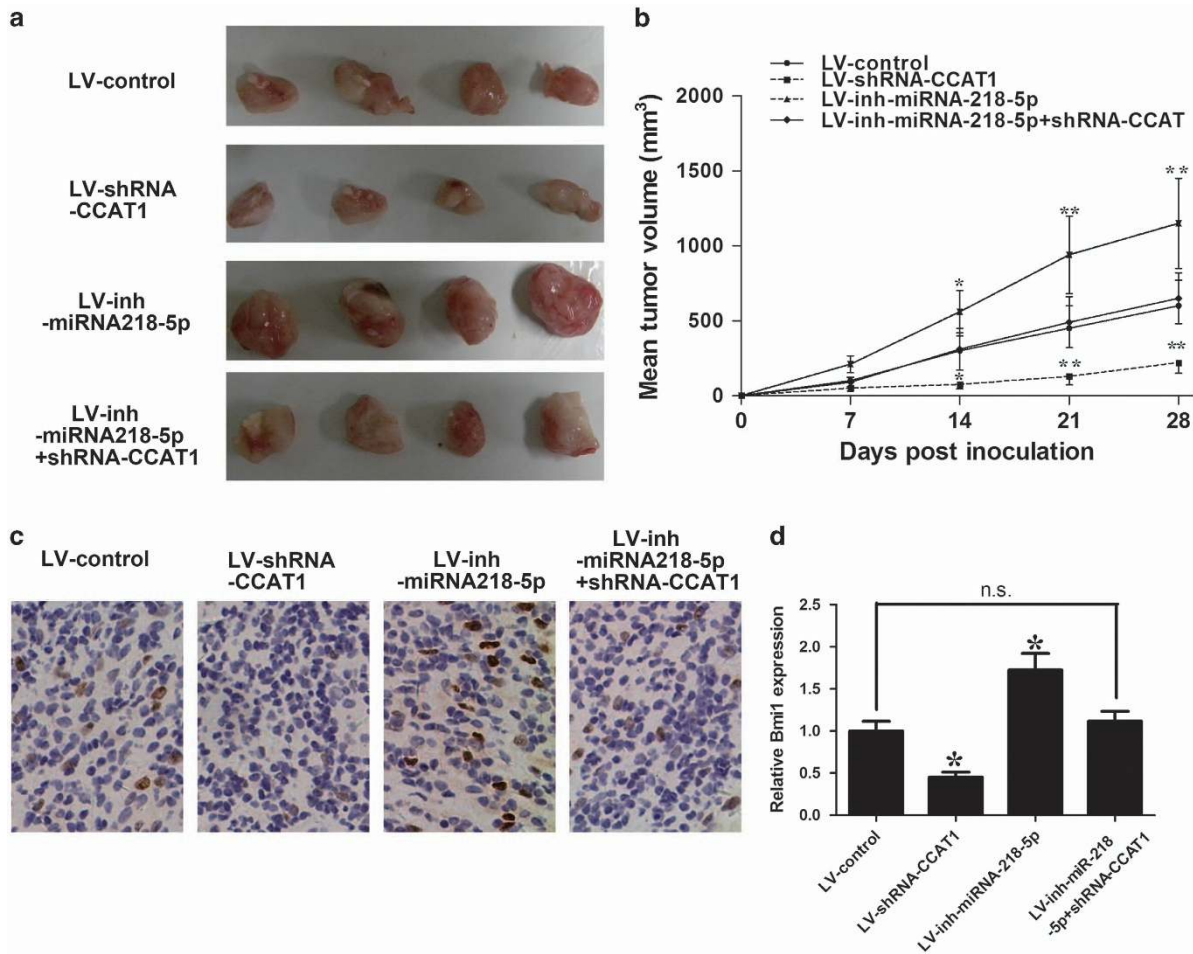 a
LV-control
LV-shRNA
-CCAT1
LV-inh
-miRNA218-5p
LV-inh
-miRNA218-5p
+shRNA-CCAT1
b
LV-control
LV-shRNA-CCAT1
LV-inh-miRNA-218-5p
LV-inh-miRNA-218-5p+shRNA-CCAT
Mean tumor volume (mm³)
2000
1500
1000
500
0
* ** **
* ** **
0 7 14 21 28
Days post inoculation
c
LV-control
LV-shRNA
-CCAT1
LV-inh
-miRNA218-5p
LV-inh
-miRNA218-5p
+shRNA-CCAT1
d
n.s.
Relative Bmi1 expression
2.5
2.0
1.5
1.0
0.5
0.0
* *
LV-control
LV-shRNA-CCAT1
LV-inh-miRNA-218-5p
LV-inh-miR-218
-5p+shRNA-CCAT1